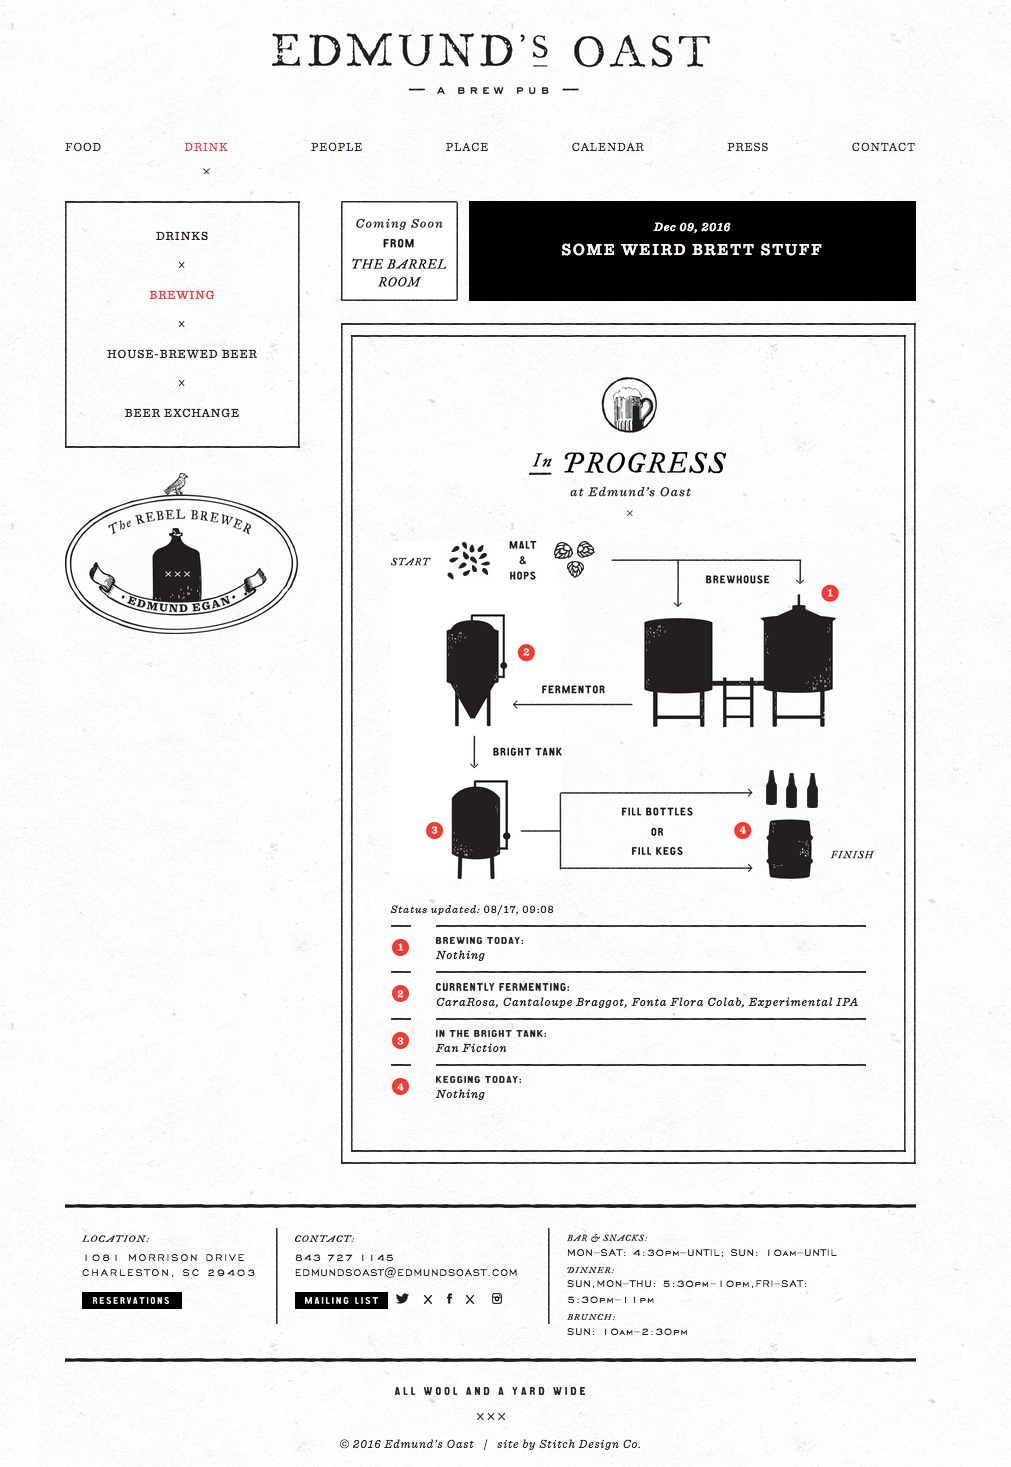 EDMUND'S OAST
A BREW PUB
FOOD DRINK PEOPLE PLACE CALENDAR PRESS CONTACT
x
DRINKS
x
BREWING
x
HOUSE-BREWED BEER
x
BEER EXCHANGE
The REBEL BREWER
XXX
EDMUND EGAN
Coming Soon
FROM
THE BARREL
ROOM
Dec 09, 2016
SOME WEIRD BRETT STUFF
In PROGRESS
at Edmund's Oast
x
START
MALT
&
HOPS
BREWHOUSE
1
2
FERMENTOR
BRIGHT TANK
3
FILL BOTTLES
OR
FILL KEGS
4
FINISH
Status updated: 08/17, 09:08
1 BREWING TODAY:
Nothing
2 CURRENTLY FERMENTING:
CaraRosa, Cantaloupe Braggot, Fonta Flora Colab, Experimental IPA
3 IN THE BRIGHT TANK:
Fan Fiction
4 KEGGING TODAY:
Nothing
LOCATION:
1081 MORRISON DRIVE
CHARLESTON, SC 29403
RESERVATIONS
CONTACT:
843 727 1145
EDMUNDSOAST@EDMUNDSOAST.COM
MAILING LIST x f x
BAR & SNACKS:
MON–SAT: 4:30PM–UNTIL; SUN: 10AM–UNTIL
DINNER:
SUN,MON–THU: 5:30PM–10PM,FRI–SAT:
5:30PM–11PM
BRUNCH:
SUN: 10AM–2:30PM
ALL WOOL AND A YARD WIDE
XXX
© 2016 Edmund's Oast / site by Stitch Design Co.